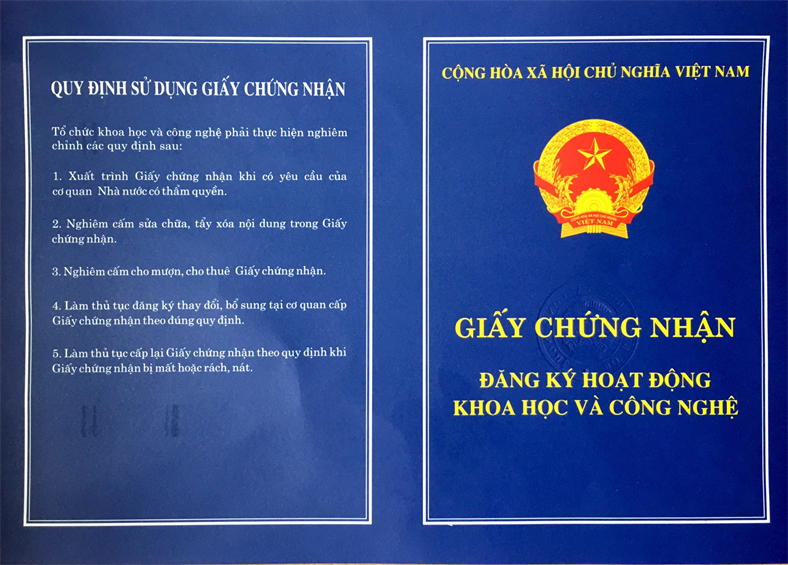 QUY ĐỊNH SỬ DỤNG GIẤY CHỨNG NHẬN
Tổ chức khoa học và công nghệ phải thực hiện nghiêm
chỉnh các quy định sau:
1. Xuất trình Giấy chứng nhận khi có yêu cầu của
cơ quan Nhà nước có thẩm quyền.
2. Nghiêm cấm sửa chữa, tẩy xóa nội dung trong Giấy
chứng nhận.
3. Nghiêm cấm cho mượn, cho thuê Giấy chứng nhận.
4. Làm thủ tục đăng ký thay đổi, bổ sung tại cơ quan cấp
Giấy chứng nhận theo đúng quy định.
5. Làm thủ tục cấp lại Giấy chứng nhận theo quy định khi
Giấy chứng nhận bị mất hoặc rách, nát.
CỘNG HÒA XÃ HỘI CHỦ NGHĨA VIỆT NAM
VIỆT NAM
GIẤY CHỨNG NHẬN
ĐĂNG KÝ HOẠT ĐỘNG
KHOA HỌC VÀ CÔNG NGHỆ